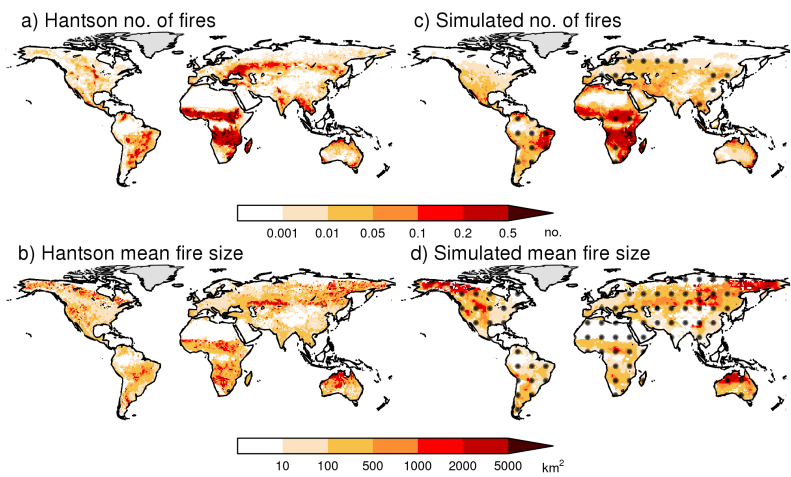 a) Hantson no. of fires
c) Simulated no. of fires
0.001 0.01 0.05 0.1 0.2 0.5 no.
b) Hantson mean fire size
d) Simulated mean fire size
10 100 500 1000 2000 5000 km²